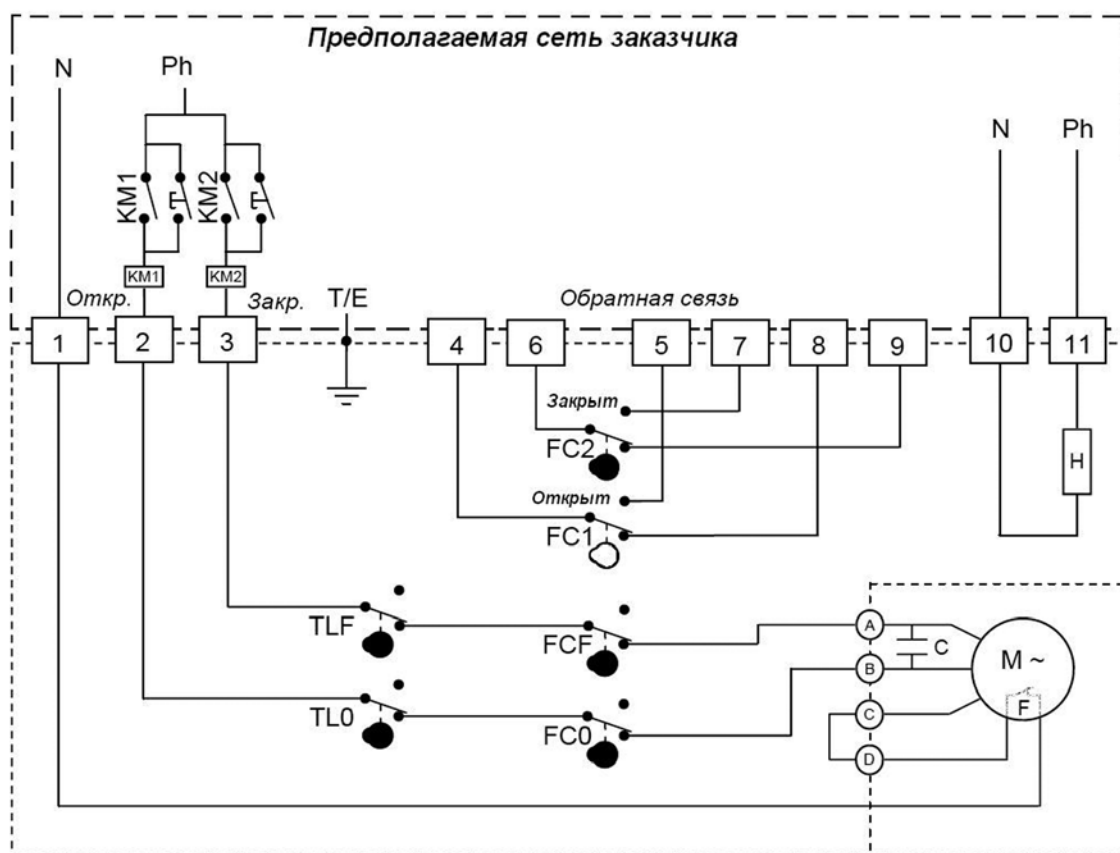 Предполагаемая сеть заказчика
N
Ph
N
Ph
KM1
KM2
KM1
KM2
Откр.
Закр.
T/E
Обратная связь
1
2
3
4
6
5
7
8
9
10
11
Закрыт
FC2
H
Открыт
FC1
TLF
FCF
A
C
M ~
B
F
TL0
FC0
C
D